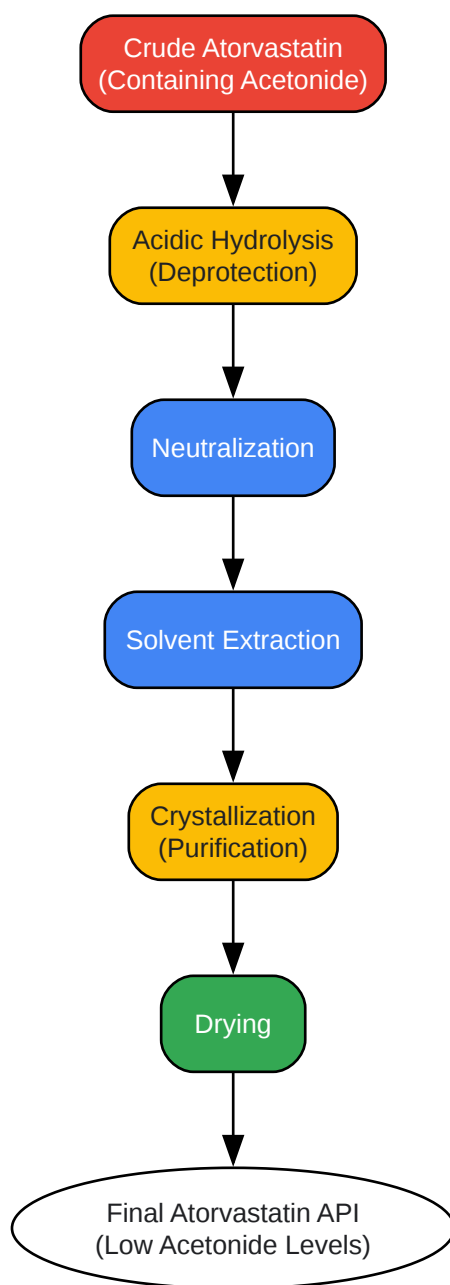 Crude Atorvastatin
(Containing Acetonide)
Acidic Hydrolysis
(Deprotection)
Neutralization
Solvent Extraction
Crystallization
(Purification)
Drying
Final Atorvastatin API
(Low Acetonide Levels)